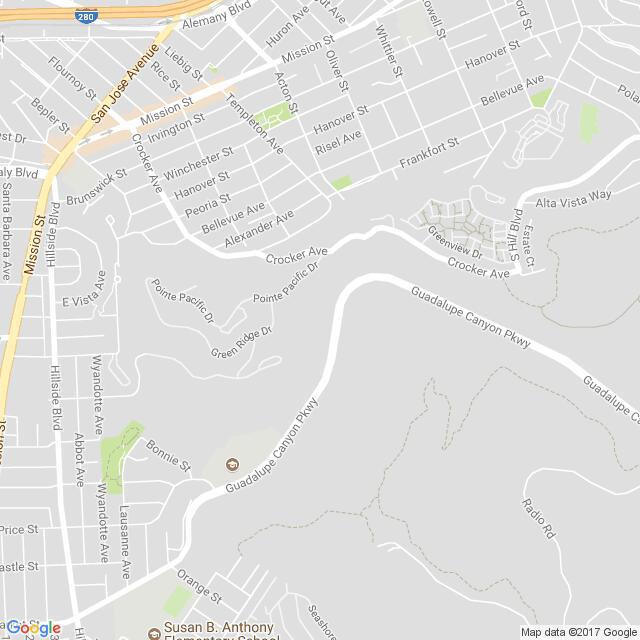 280
Alemany Blvd
San Jose Avenue
Liebig St
Huron Ave
Mission St
Whittier St
Hanover St
Flournoy St
Rice St
Acton St
Oliver St
Bellevue Ave
Bepler St
Mission St
Irvington St
Templeton Ave
Hanover St
Risel Ave
Frankfort St
Crocker Ave
Winchester St
Brunswick St
Hanover St
Peoria St
Bellevue Ave
Alexander Ave
Alta Vista Way
S Hill Blvd
Estate Ct
Santa Barbara Ave
Mission St
Hillside Blvd
Crocker Ave
Greenview Dr
Crocker Ave
Pointe Pacific Dr
Pointe Pacific Dr
E Vista Ave
Green Ridge Dr
Guadalupe Canyon Pkwy
Guadalupe Ca
Wyandotte Ave
Hillside Blvd
Guadalupe Canyon Pkwy
Bonnie St
Abbot Ave
Wyandotte Ave
Lausanne Ave
Radio Rd
Price St
astle St
Orange St
Seashore
Susan B. Anthony
Elementary School
Google
Map data ©2017 Google